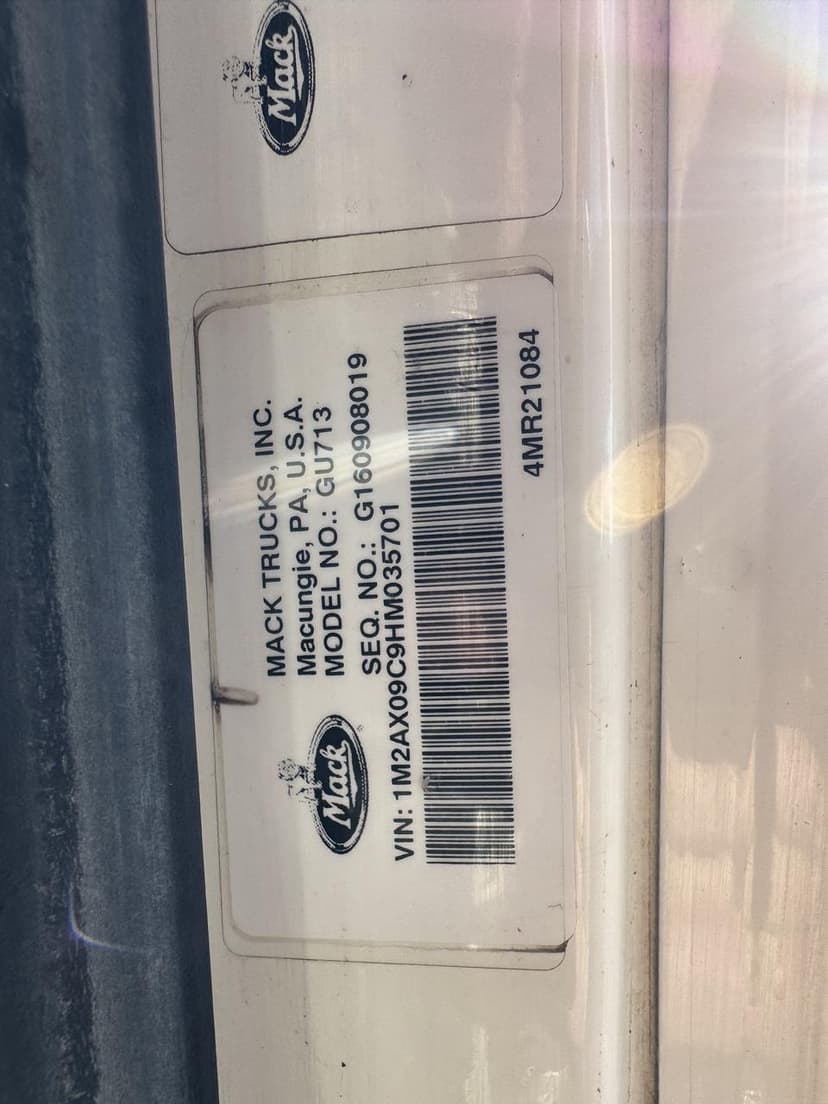 Mack
MACK TRUCKS, INC.
Macungie, PA, U.S.A.
MODEL NO.: GU713
SEQ. NO.: G160908019
Mack
®
VIN: 1M2AX09C9HM035701
4MR21084